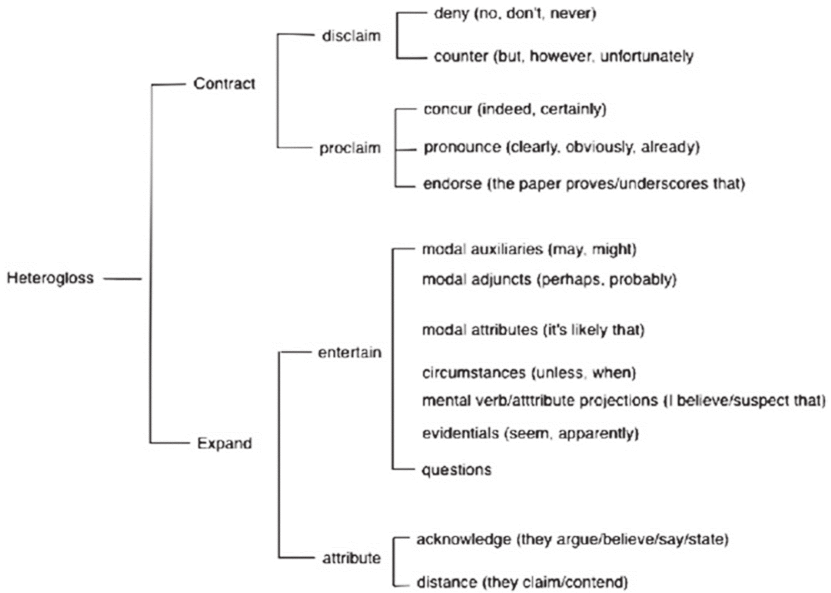 deny (no, don't, never)
disclaim
counter (but, however, unfortunately
Contract
concur (indeed, certainly)
proclaim
pronounce (clearly, obviously, already)
endorse (the paper proves/underscores that)
Heterogloss
modal auxiliaries (may, might)
modal adjuncts (perhaps, probably)
modal attributes (it's likely that)
entertain
circumstances (unless, when)
mental verb/atttribute projections (I believe/suspect that)
evidentials (seem, apparently)
Expand
questions
acknowledge (they argue/believe/say/state)
attribute
distance (they claim/contend)